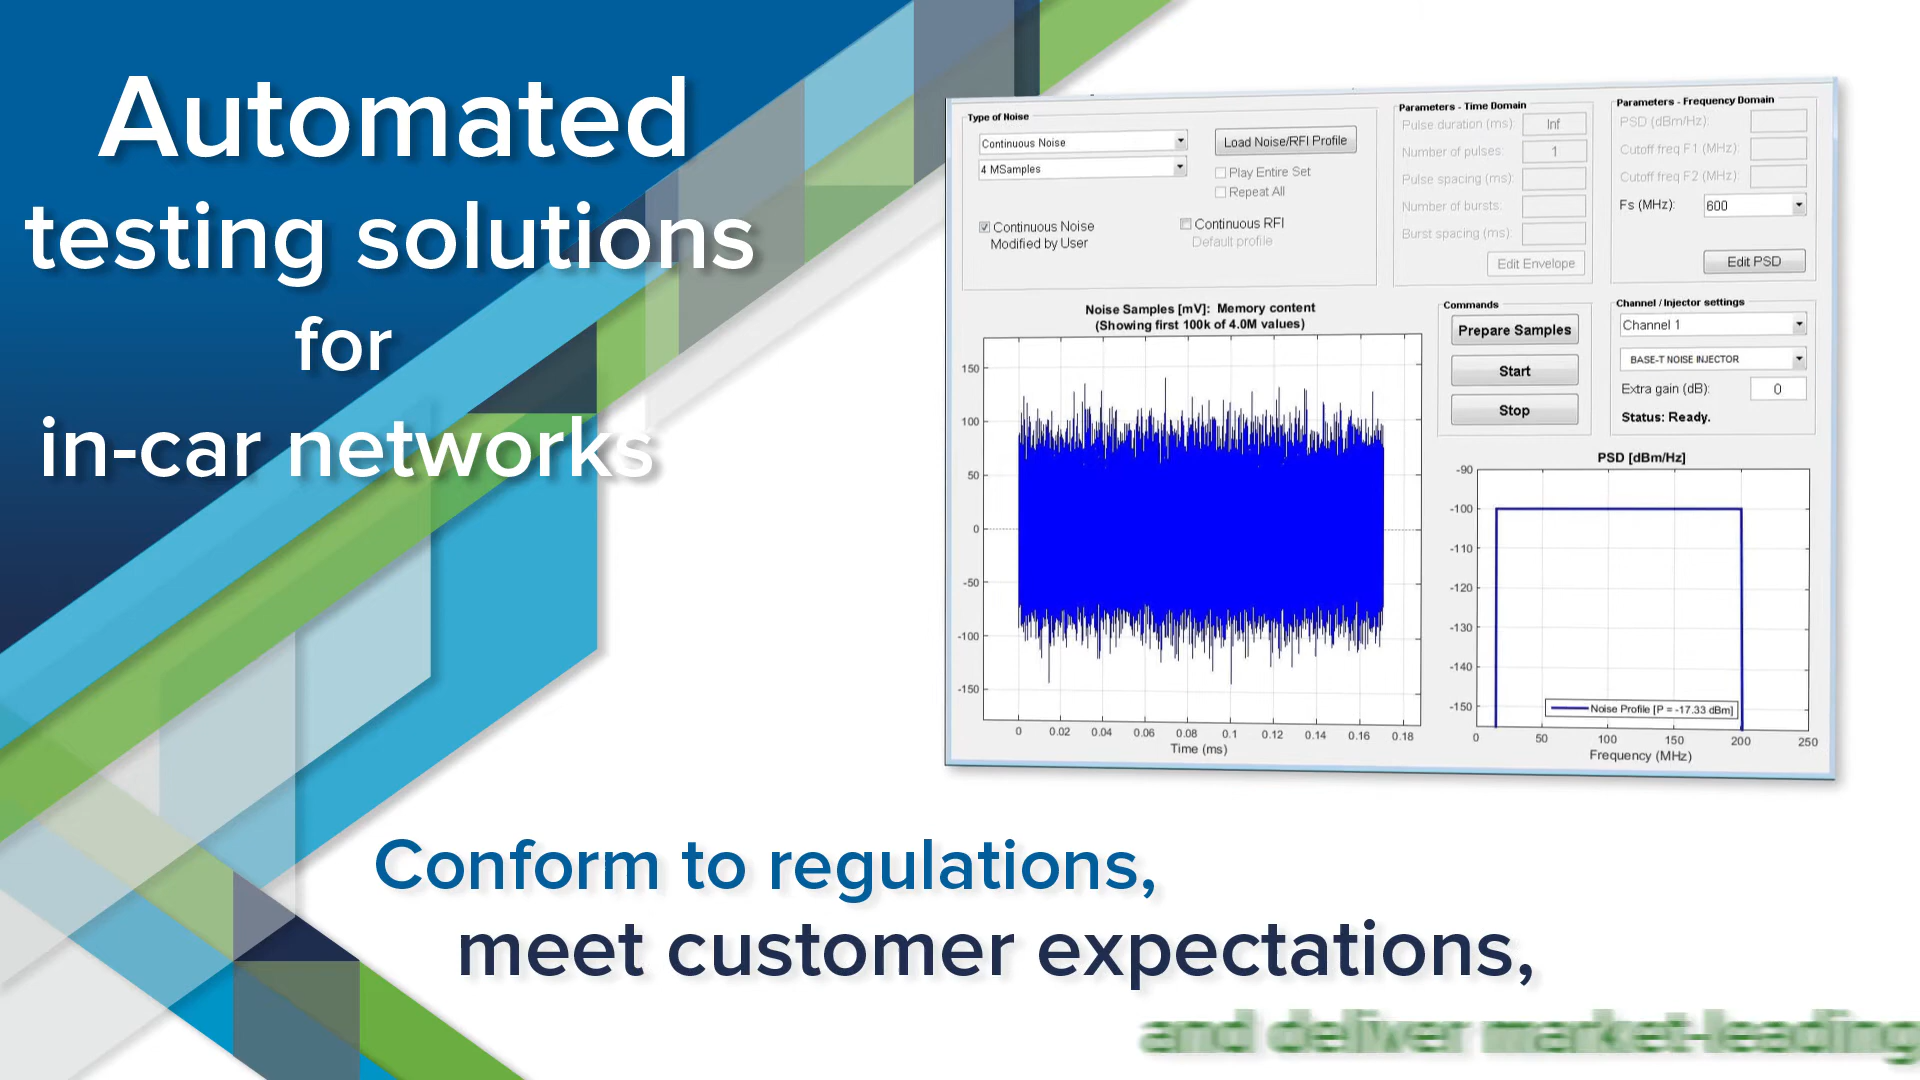 Automated
testing solutions
for
in-car networks
Type of Noise
Continuous Noise
4 MSamples
Load Noise/RFI Profile
Play Entire Set
Repeat All
Continuous Noise
Modified by User
Continuous RFI
Default profile
Parameters - Time Domain
Pulse duration (ms): Inf
Number of pulses: 1
Pulse spacing (ms):
Number of bursts:
Burst spacing (ms):
Edit Envelope
Parameters - Frequency Domain
PSD (dBm/Hz):
Cutoff freq F1 (MHz):
Cutoff freq F2 (MHz):
Fs (MHz): 600
Edit PSD
Noise Samples [mV]: Memory content
(Showing first 100k of 4.0M values)
150
100
50
0
-50
-100
-150
0 0.02 0.04 0.06 0.08 0.1 0.12 0.14 0.16 0.18
Time (ms)
Commands
Prepare Samples
Start
Stop
Channel / Injector settings
Channel 1
BASE-T NOISE INJECTOR
Extra gain (dB): 0
Status: Ready.
PSD [dBm/Hz]
-90
-100
-110
-120
-130
-140
-150
Noise Profile [P = -17.33 dBm]
0 50 100 150 200 250
Frequency (MHz)
Conform to regulations,
meet customer expectations,
and deliver market-leading